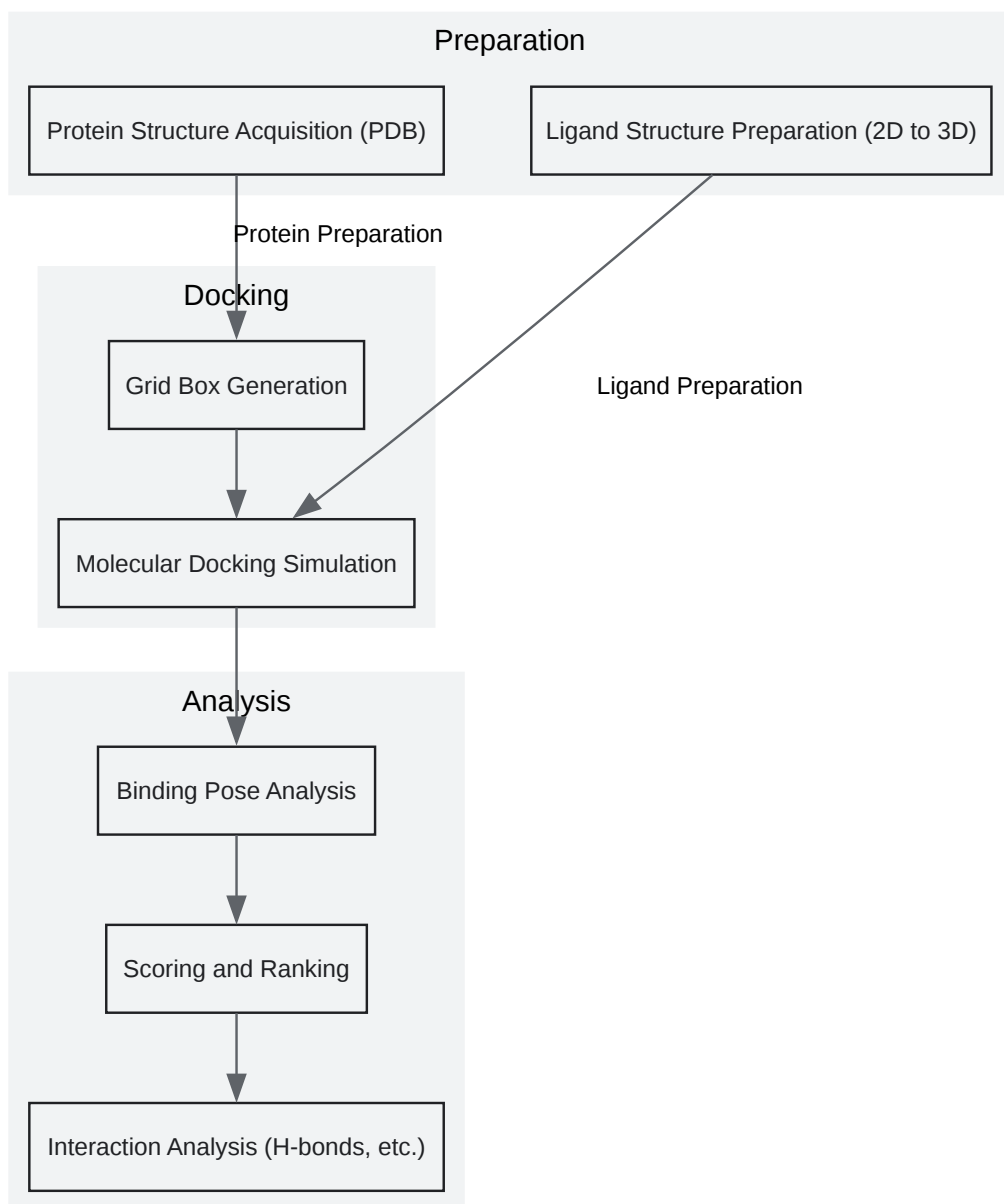 Preparation
Protein Structure Acquisition (PDB)
Ligand Structure Preparation (2D to 3D)
Protein Preparation
Docking
Grid Box Generation
Ligand Preparation
Molecular Docking Simulation
Analysis
Binding Pose Analysis
Scoring and Ranking
Interaction Analysis (H-bonds, etc.)